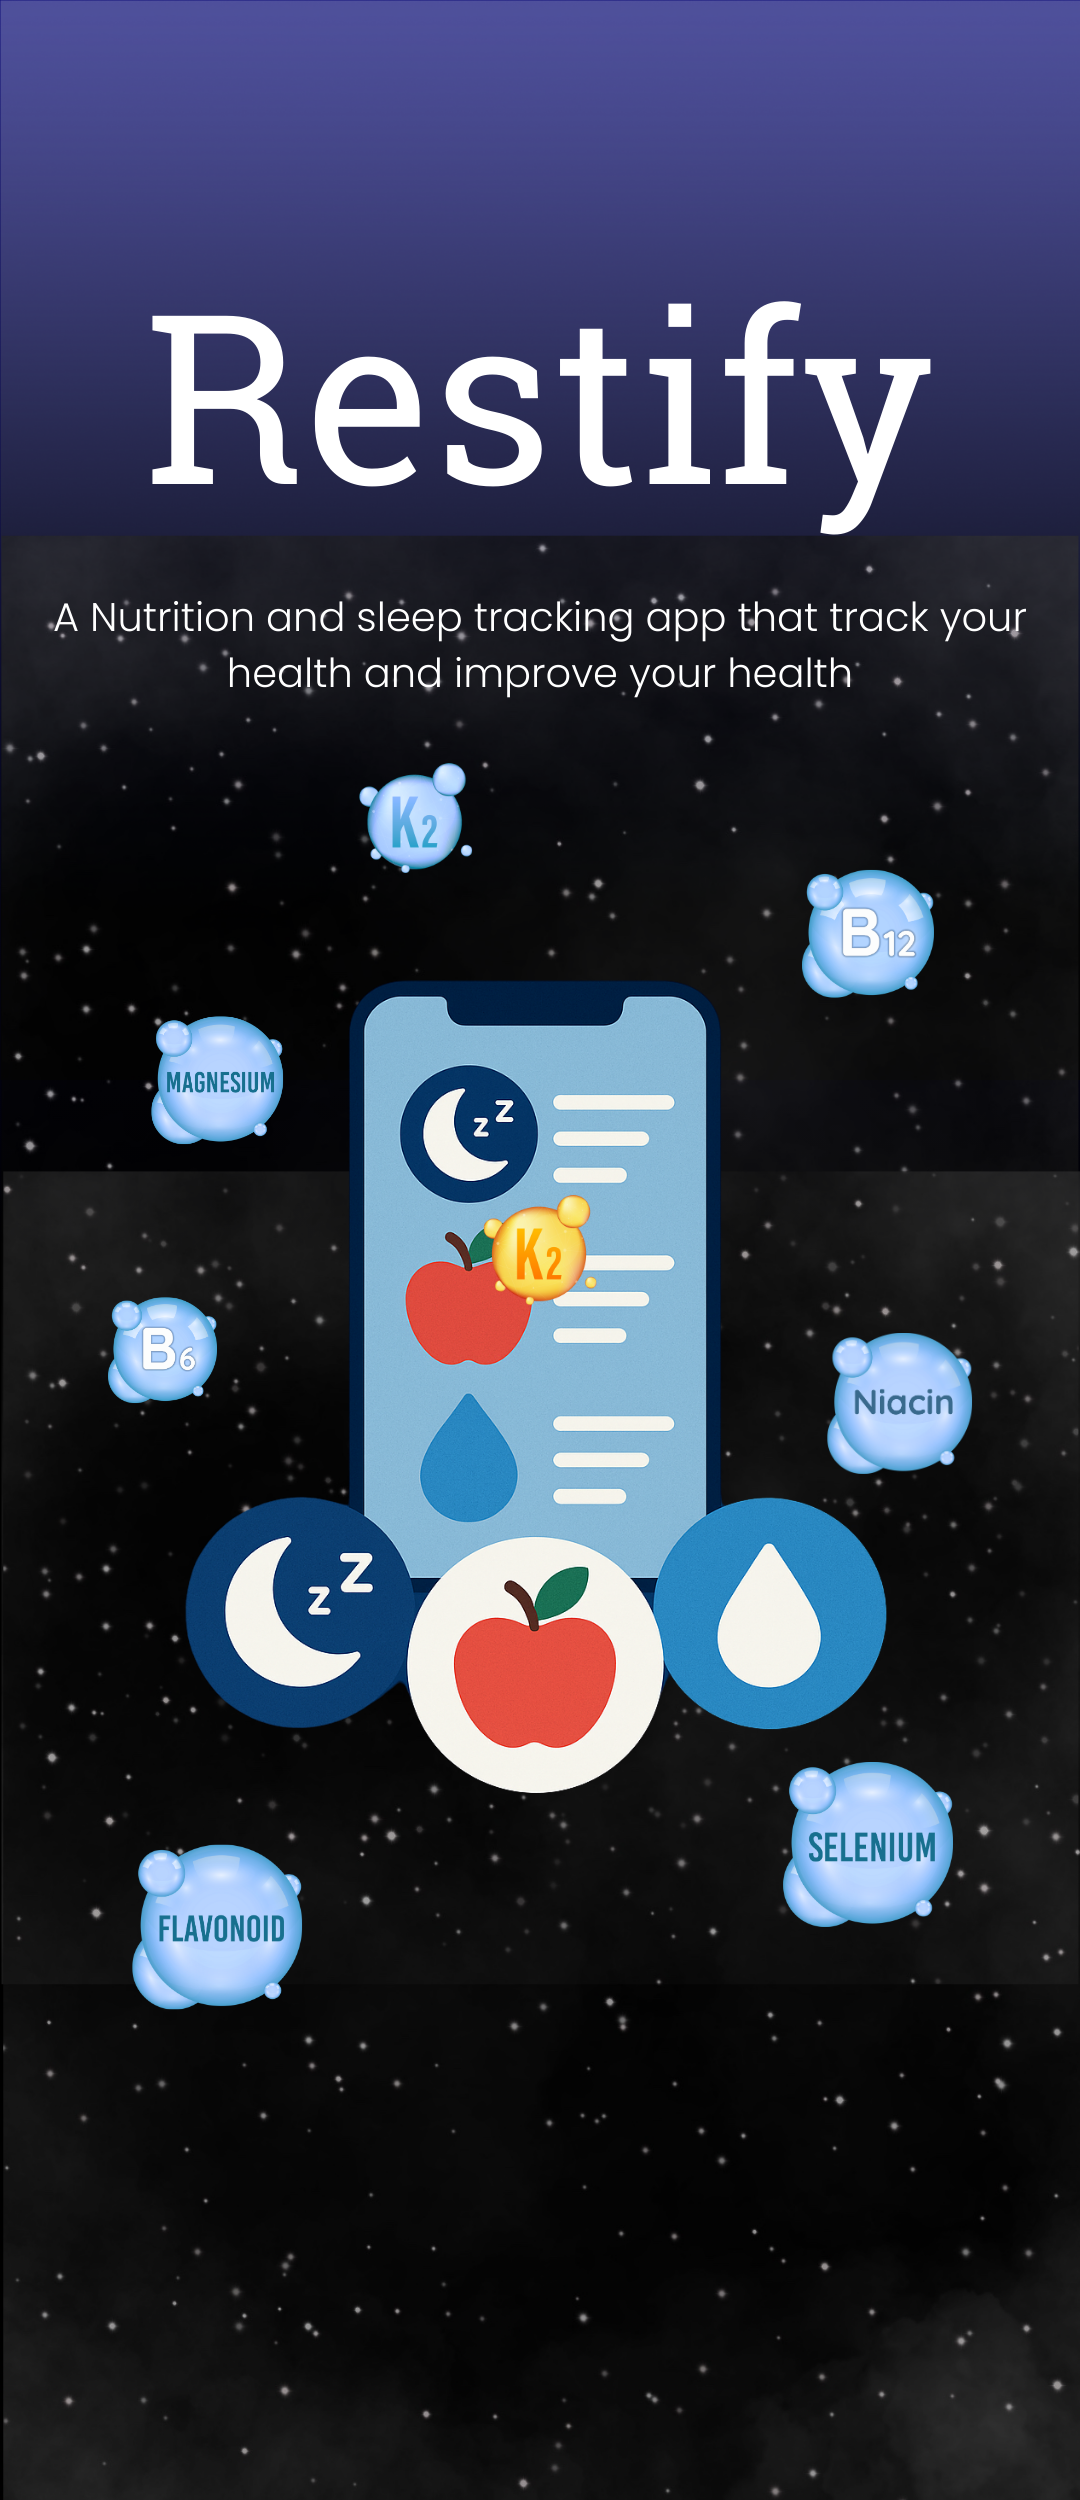 Restify
A Nutrition and sleep tracking app that track your
health and improve your health
K2
B12
MAGNESIUM
z z
K2
B6
Niacin
z z
SELENIUM
FLAVONOID